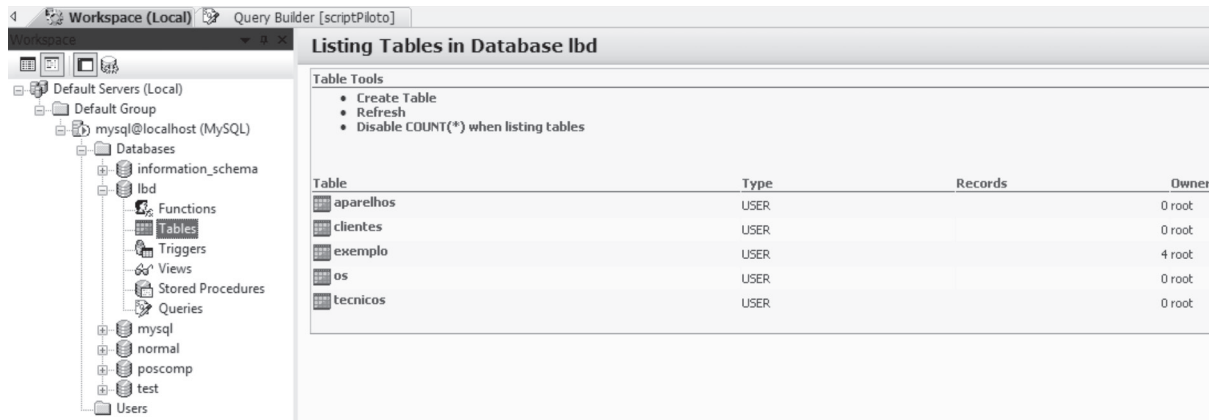 Workspace (Local) Query Builder [scriptPiloto]
Workspace
Default Servers (Local)
Default Group
mysql@localhost (MySQL)
Databases
information_schema
lbd
Functions
Tables
Triggers
Views
Stored Procedures
Queries
mysql
normal
poscomp
test
Users
Listing Tables in Database lbd
Table Tools
• Create Table
• Refresh
• Disable COUNT(*) when listing tables
Table Type Records Owner
aparelhos USER 0 root
clientes USER 0 root
exemplo USER 4 root
os USER 0 root
tecnicos USER 0 root